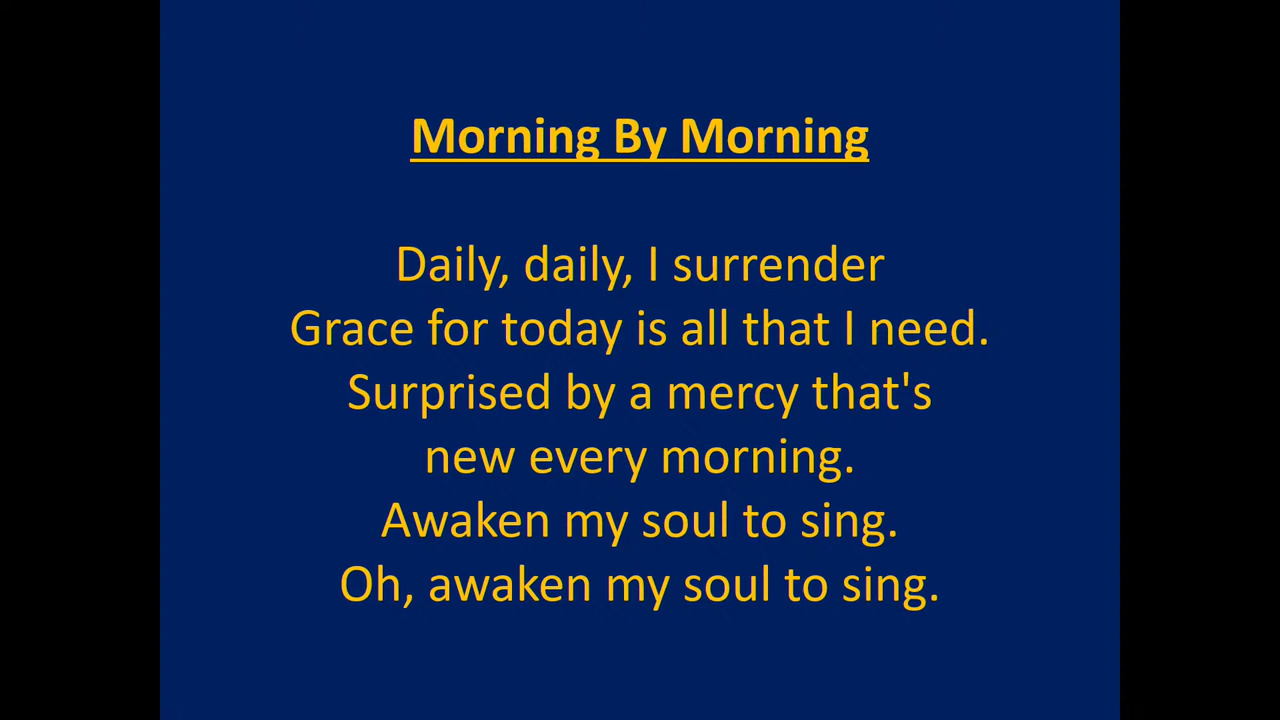 Morning By Morning
Daily, daily, I surrender
Grace for today is all that I need.
Surprised by a mercy that's
new every morning.
Awaken my soul to sing.
Oh, awaken my soul to sing.